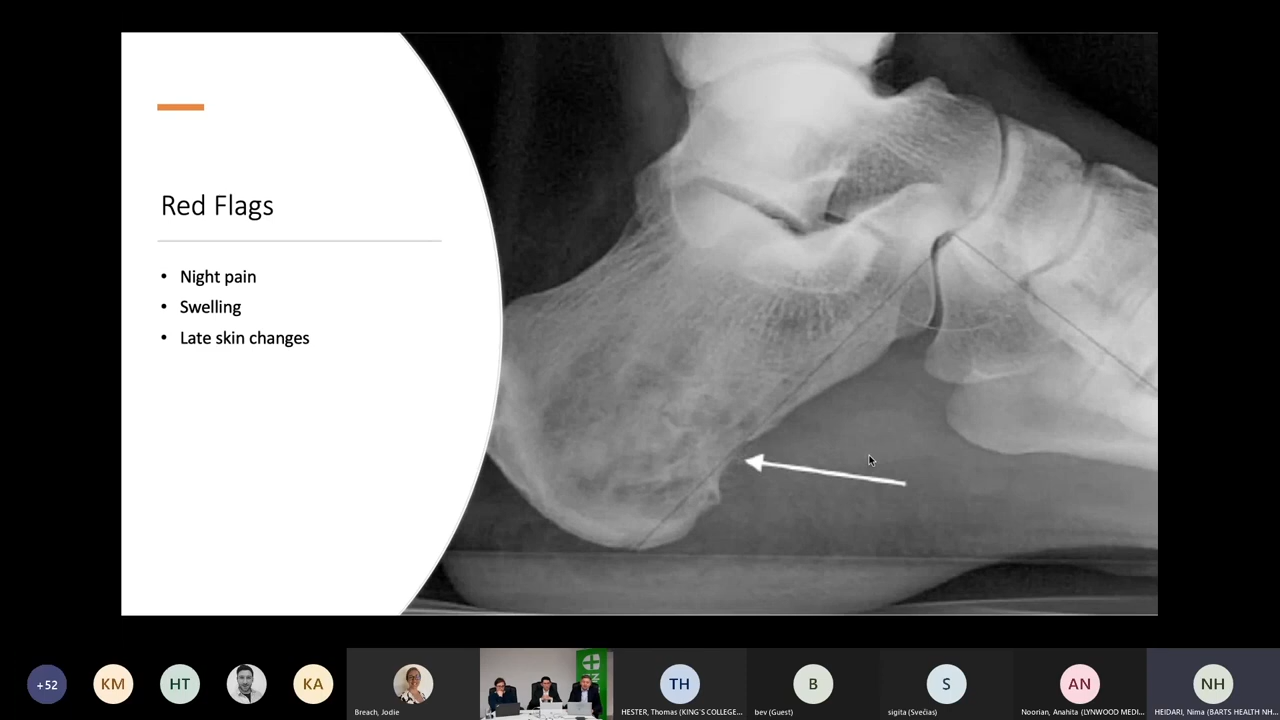 Red Flags
• Night pain
• Swelling
• Late skin changes
+52
KM
HT
KA
Breach, Jodie
TH
HESTER, Thomas (KING'S COLLEGE...
B
bev (Guest)
S
sigita (Svečias)
AN
Noorian, Anahita (LYNWOOD MEDI...
NH
HEIDARI, Nima (BARTS HEALTH NH...